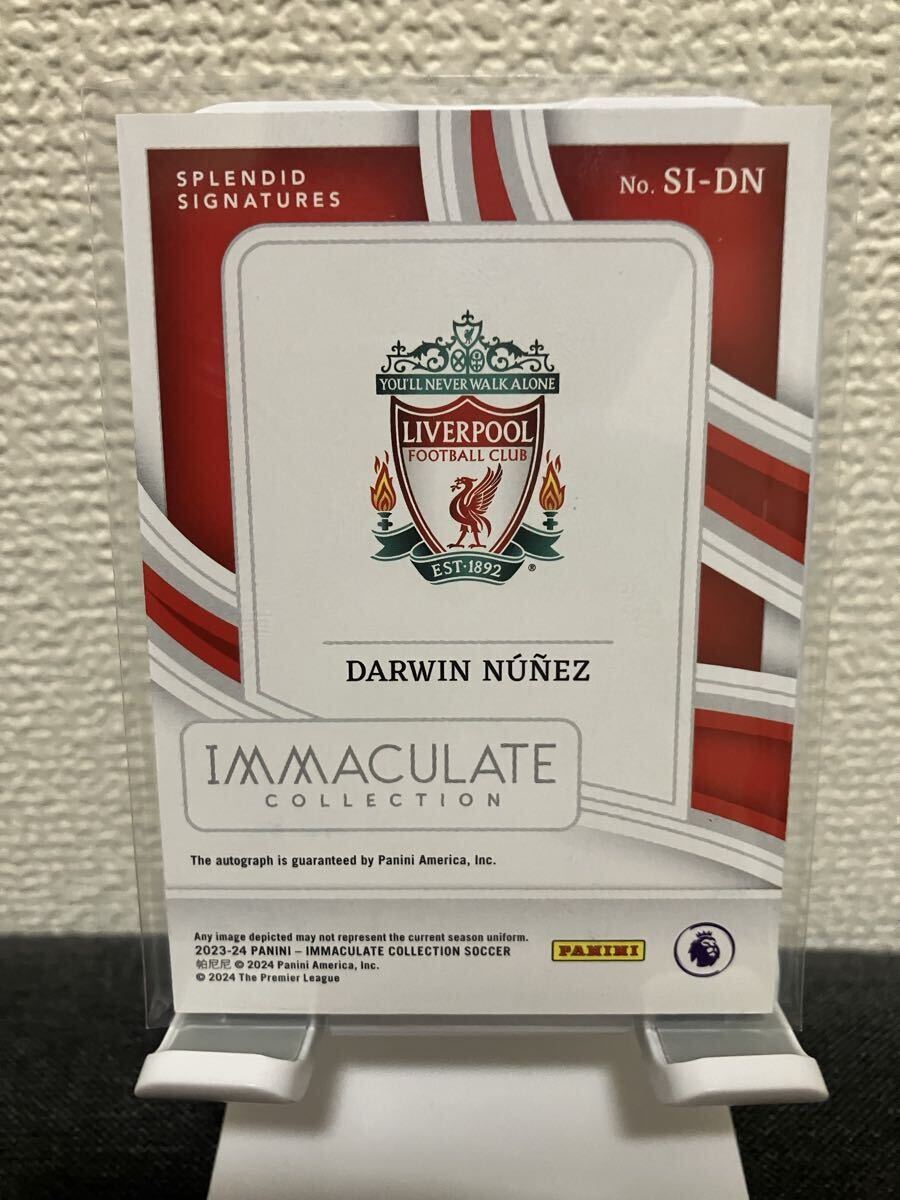 SPLENDID
SIGNATURES
No. SI-DN
YOU'LL NEVER WALK ALONE
LIVERPOOL
FOOTBALL CLUB
EST·1892 ®
DARWIN NÚÑEZ
IMMACULATE
COLLECTION
The autograph is guaranteed by Panini America, Inc.
Any image depicted may not represent the current season uniform.
2023-24 PANINI – IMMACULATE COLLECTION SOCCER
帕尼尼 © 2024 Panini America, Inc.
© 2024 The Premier League
PANINI